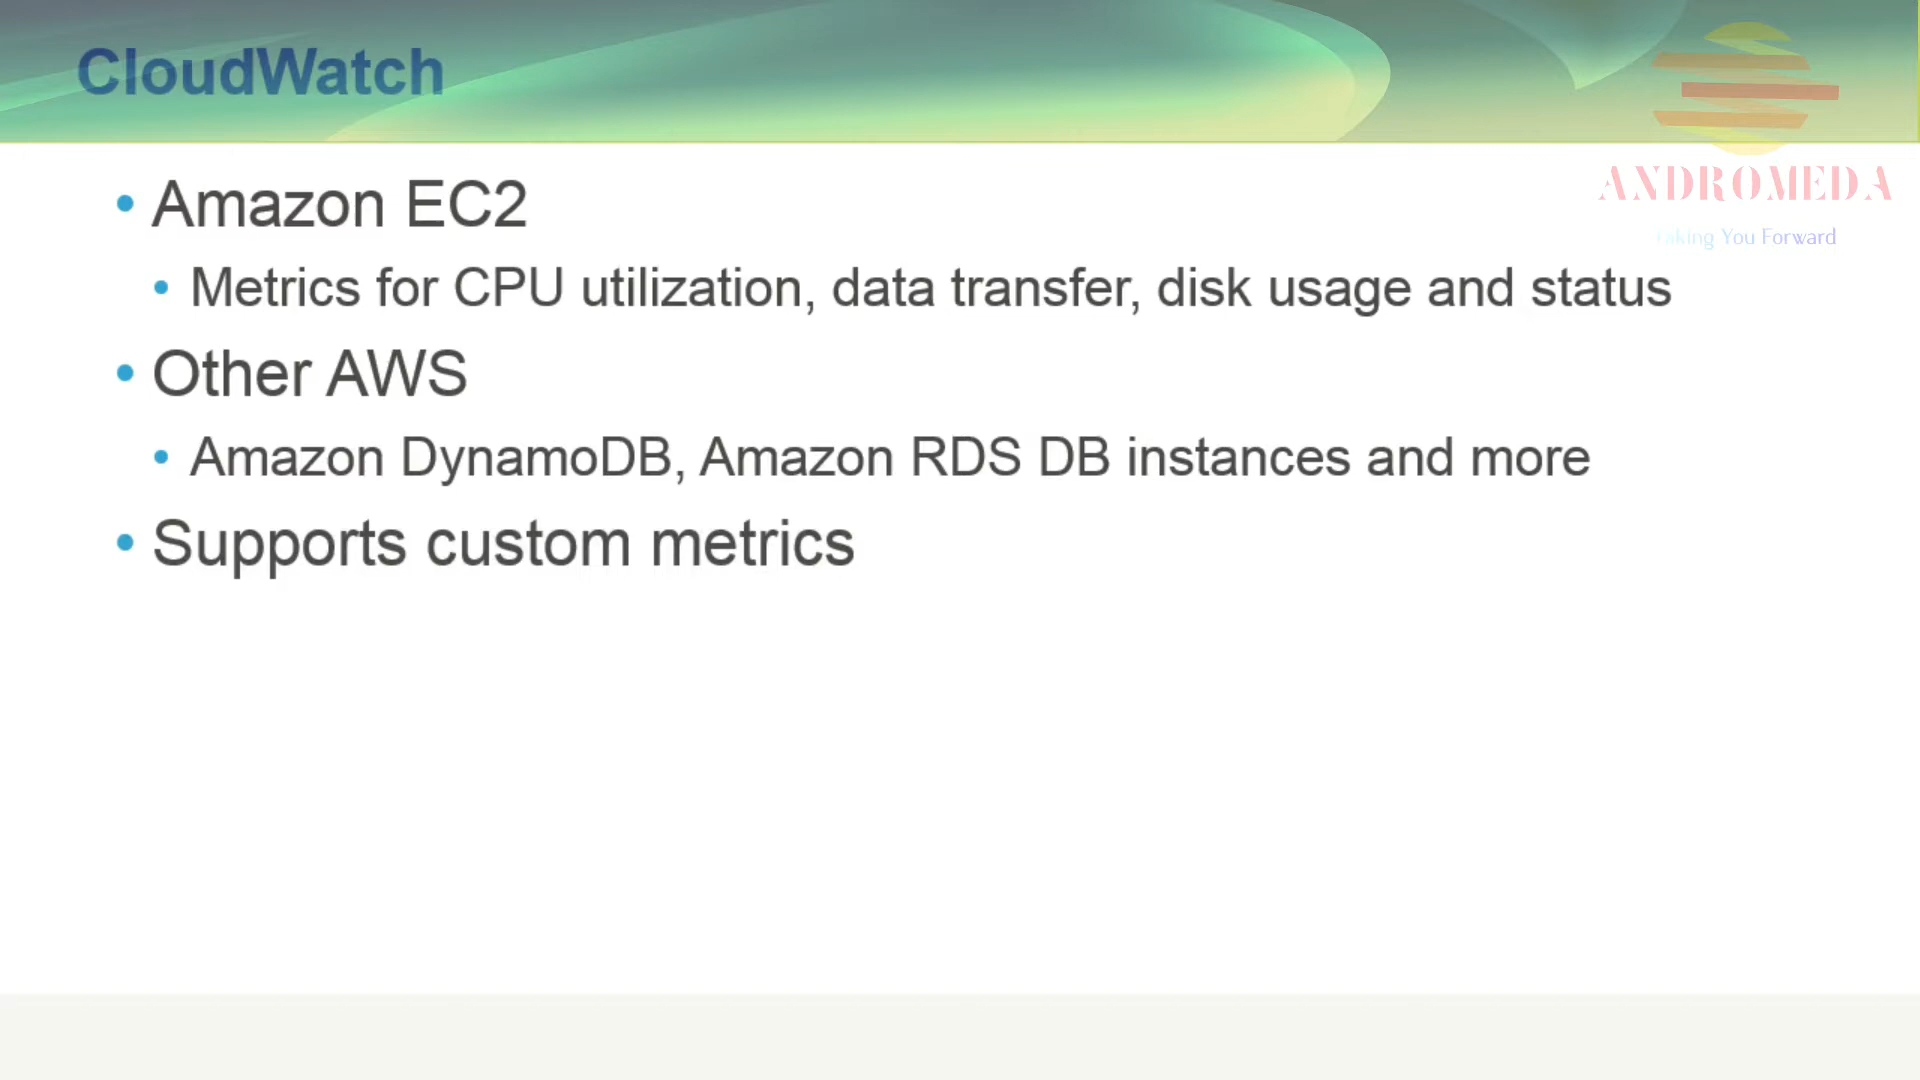 CloudWatch
ANDROMEDA
Taking You Forward
• Amazon EC2
• Metrics for CPU utilization, data transfer, disk usage and status
• Other AWS
• Amazon DynamoDB, Amazon RDS DB instances and more
• Supports custom metrics